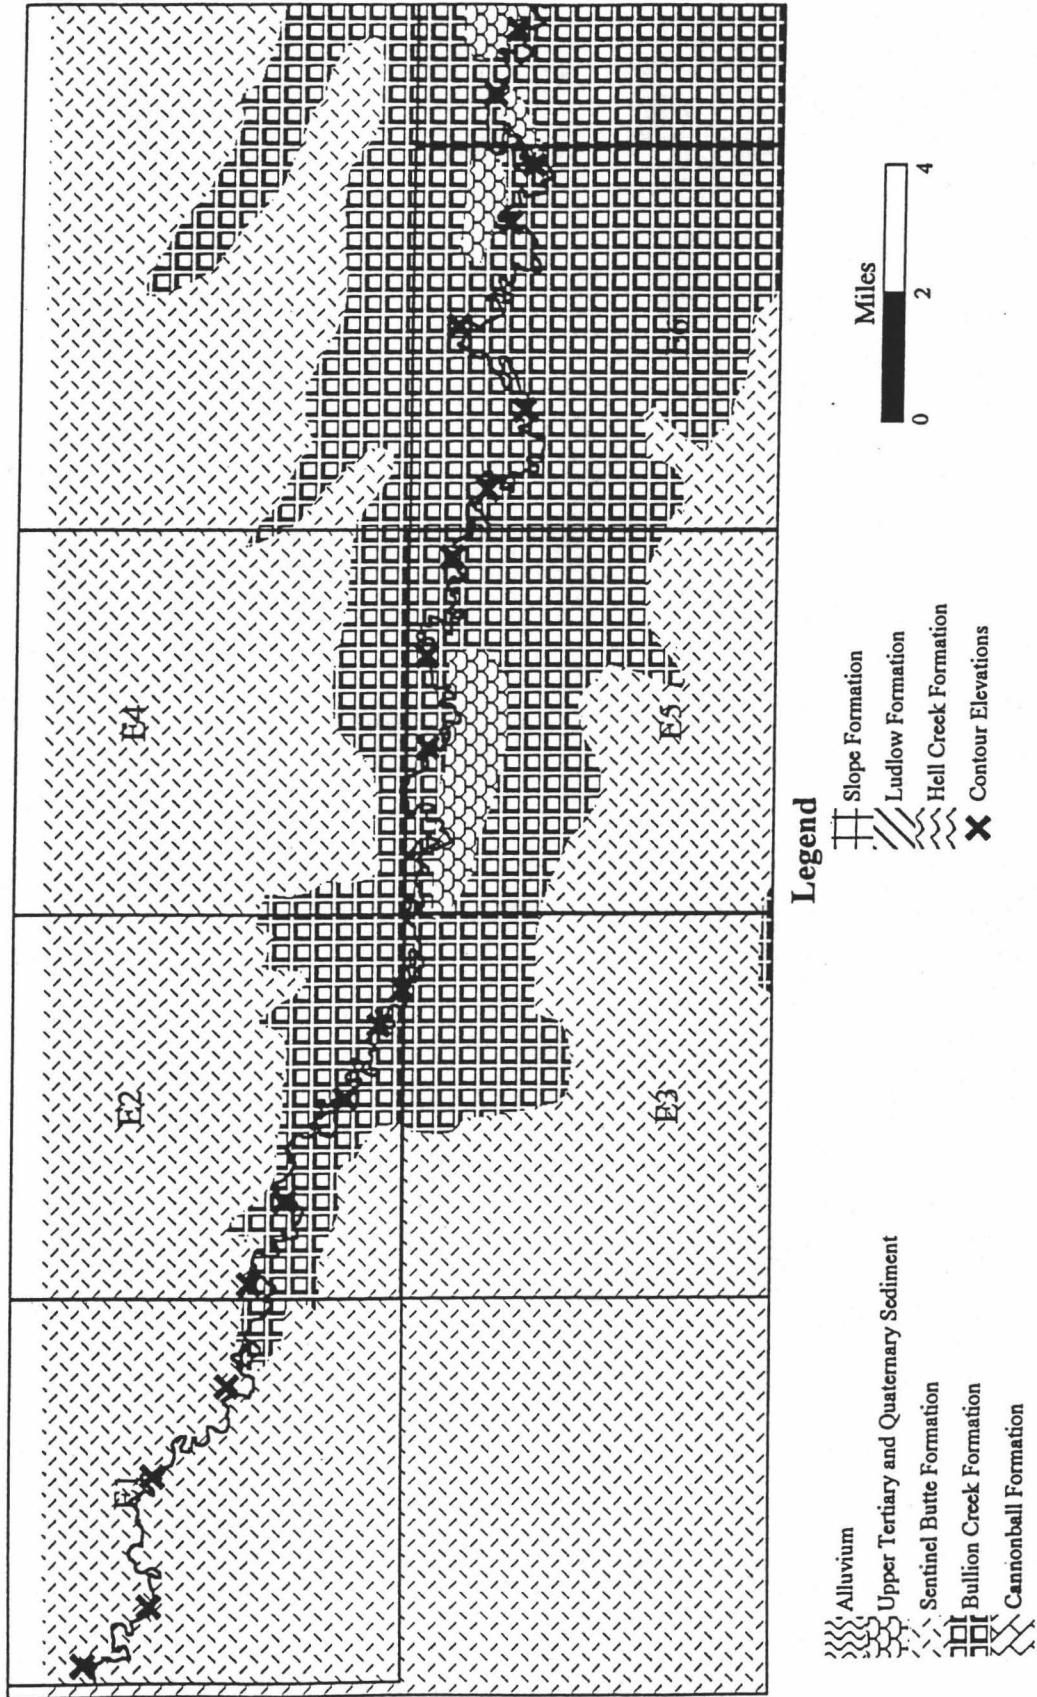 E1
E2
E4
E3
E5
E6
Legend
Alluvium
Upper Tertiary and Quaternary Sediment
Sentinel Butte Formation
Bullion Creek Formation
Cannonball Formation
Slope Formation
Ludlow Formation
Hell Creek Formation
Contour Elevations
Miles
0 2 4